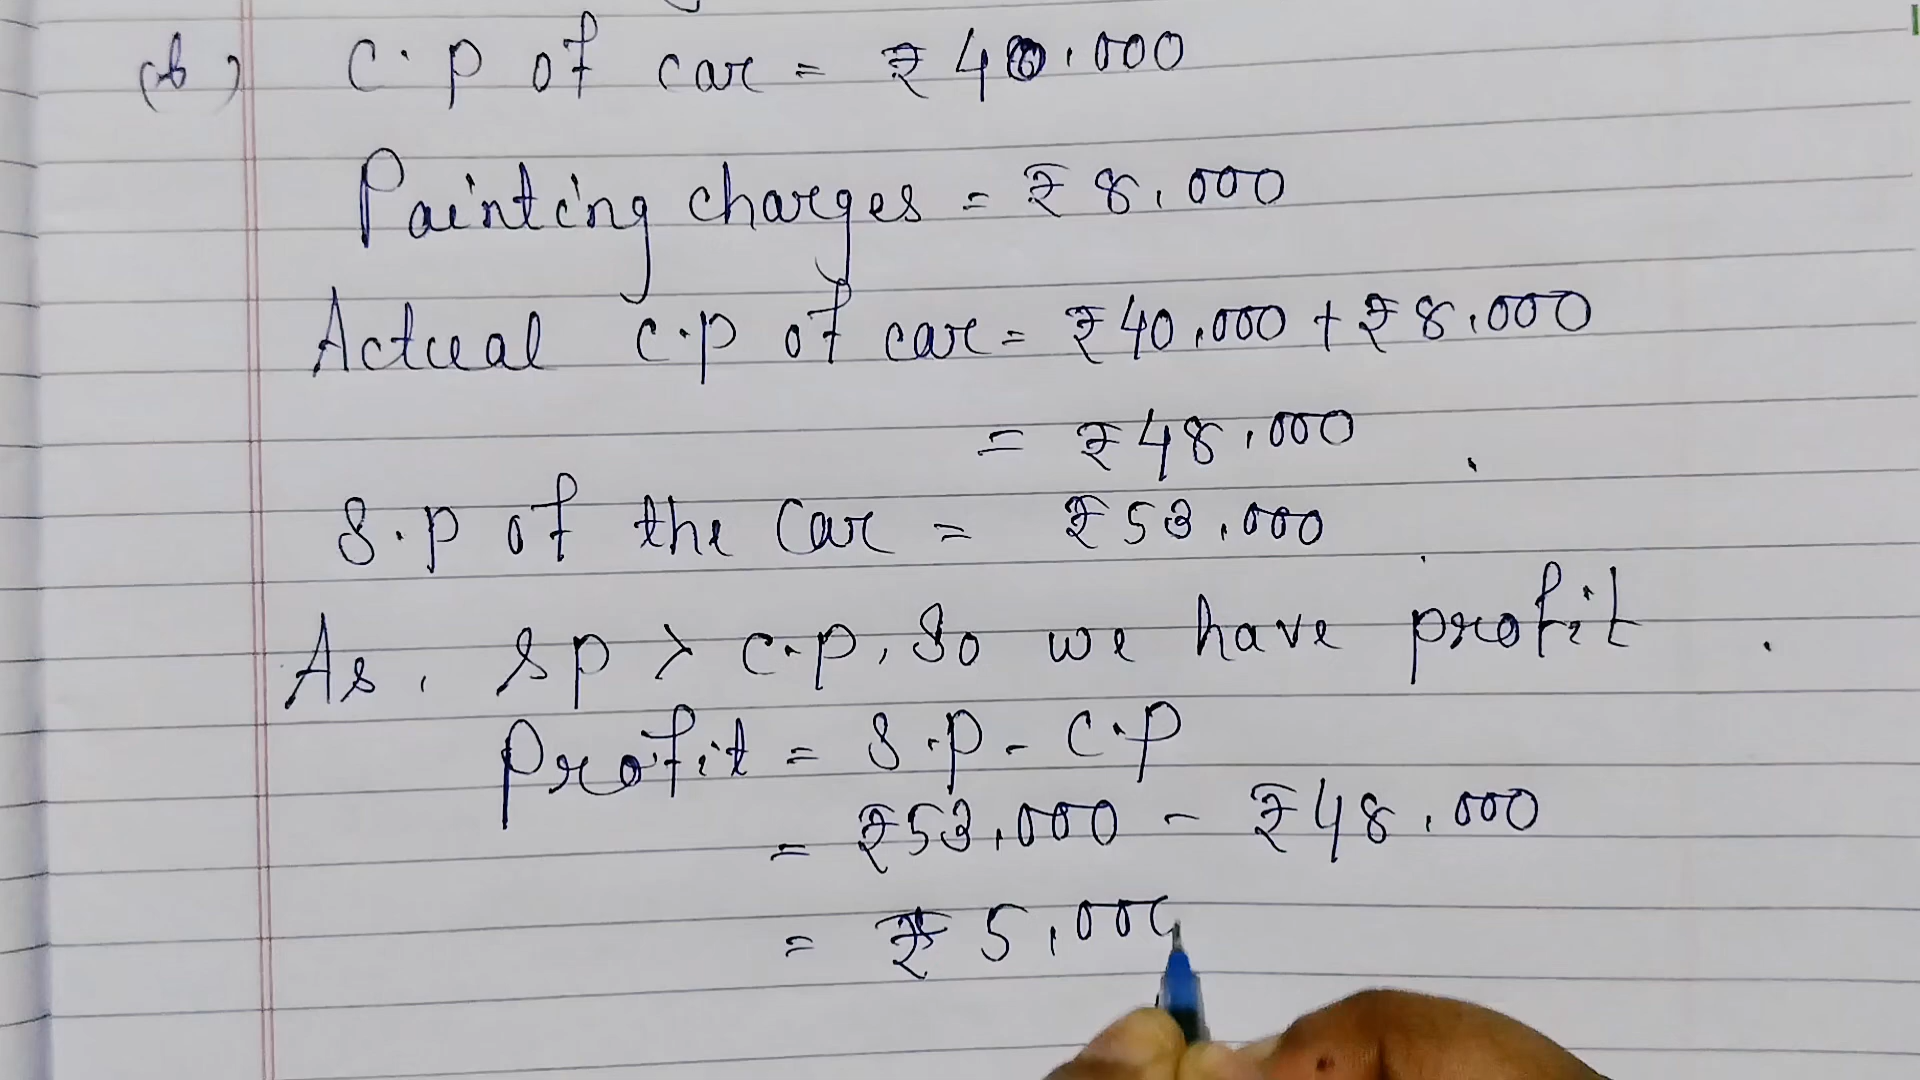 (b) C.P of car = ₹40,000
Painting charges = ₹8,000
Actual C.P of car = ₹40,000 + ₹8,000
= ₹48,000
S.P of the Car = ₹53,000
As, SP > C.P, So we have profit
Profit = S.P - C.P
= ₹53,000 - ₹48,000
= ₹5,000